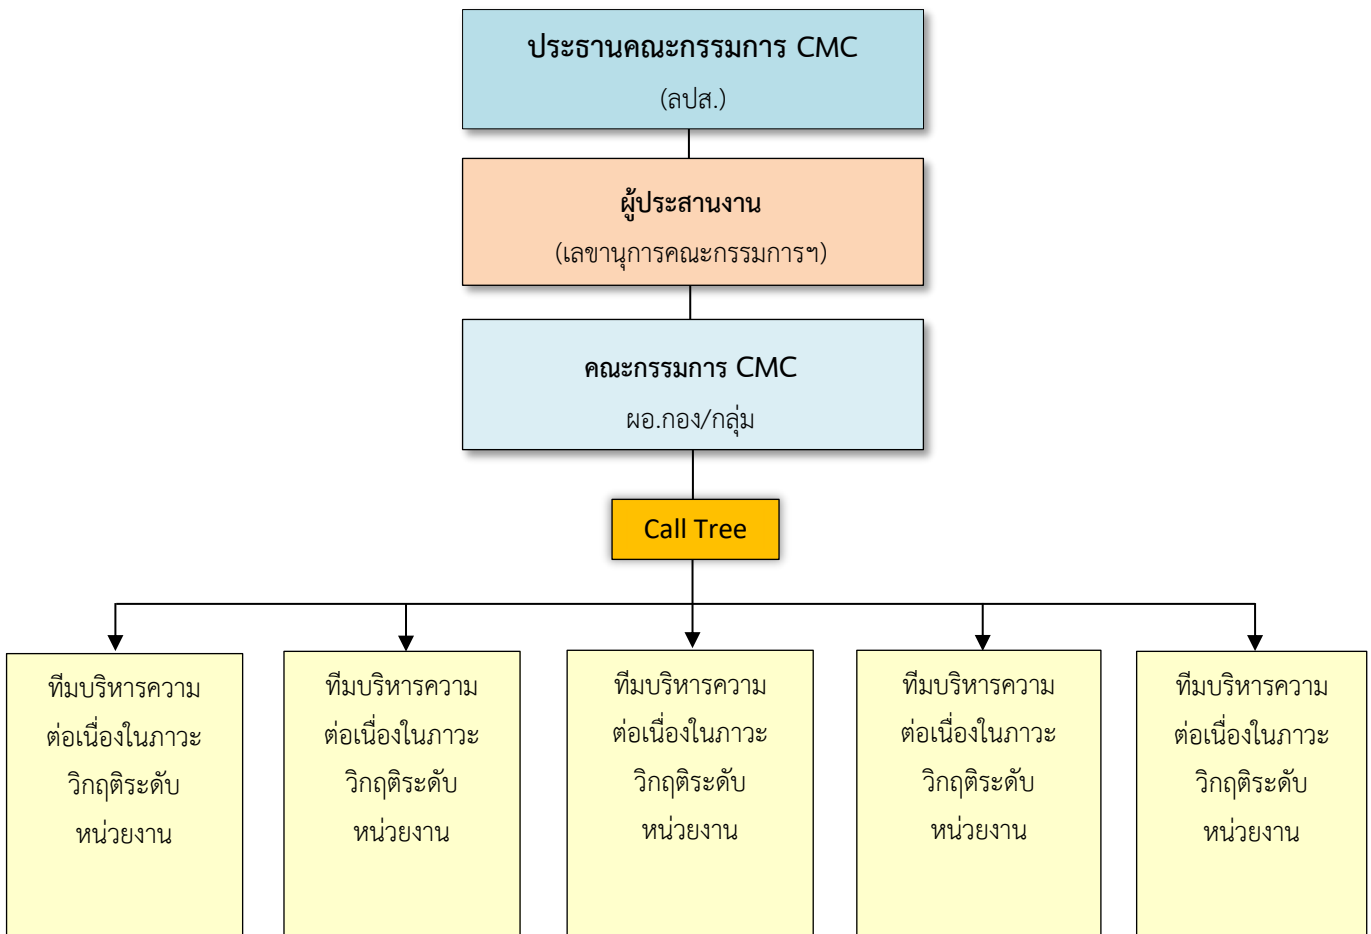 ประธานคณะกรรมการ CMC
(ลปส.)
ผู้ประสานงาน
(เลขานุการคณะกรรมการฯ)
คณะกรรมการ CMC
ผอ.กอง/กลุ่ม
Call Tree
ทีมบริหารความ
ต่อเนื่องในภาวะ
วิกฤติระดับ
หน่วยงาน
ทีมบริหารความ
ต่อเนื่องในภาวะ
วิกฤติระดับ
หน่วยงาน
ทีมบริหารความ
ต่อเนื่องในภาวะ
วิกฤติระดับ
หน่วยงาน
ทีมบริหารความ
ต่อเนื่องในภาวะ
วิกฤติระดับ
หน่วยงาน
ทีมบริหารความ
ต่อเนื่องในภาวะ
วิกฤติระดับ
หน่วยงาน